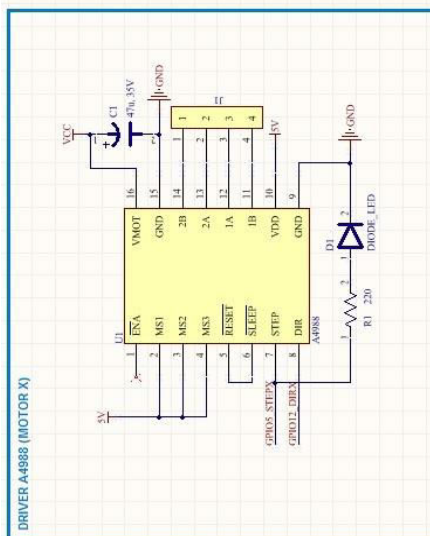 DRIVER A4988 (MOTOR X)
VCC
C1
47u, 35V
GND
J1
1 2 3 4
1 2 3 4
5V
GND
16 15 14 13 12 11 10 9
VMOT GND 2B 2A 1A 1B VDD GND
U1
A4988
ENA MS1 MS2 MS3 RESET SLEEP STEP DIR
1 2 3 4 5 6 7 8
5V
GPIO5_STEPX
GPIO12_DIRX
D1
DIODE_LED
1 2
R1 220
1 2